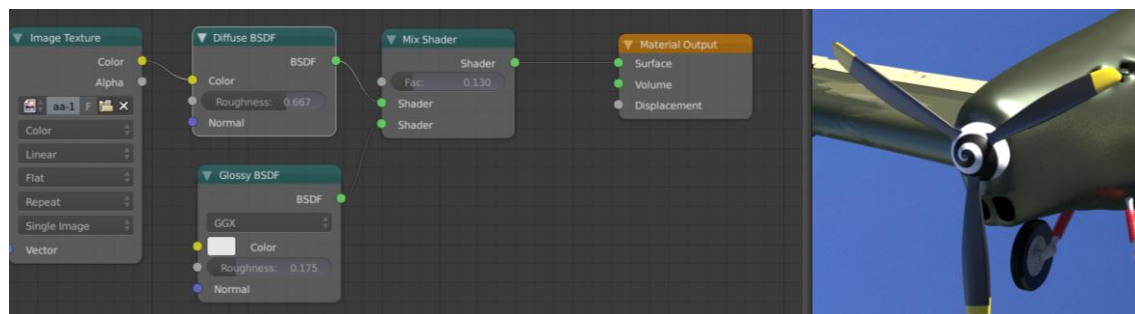 Image Texture
Color
Alpha
aa-1 F
Color
Linear
Flat
Repeat
Single Image
Vector
Diffuse BSDF
BSDF
Color
Roughness: 0.667
Normal
Glossy BSDF
BSDF
GGX
Color
Roughness: 0.175
Normal
Mix Shader
Shader
Fac: 0.130
Shader
Shader
Material Output
Surface
Volume
Displacement